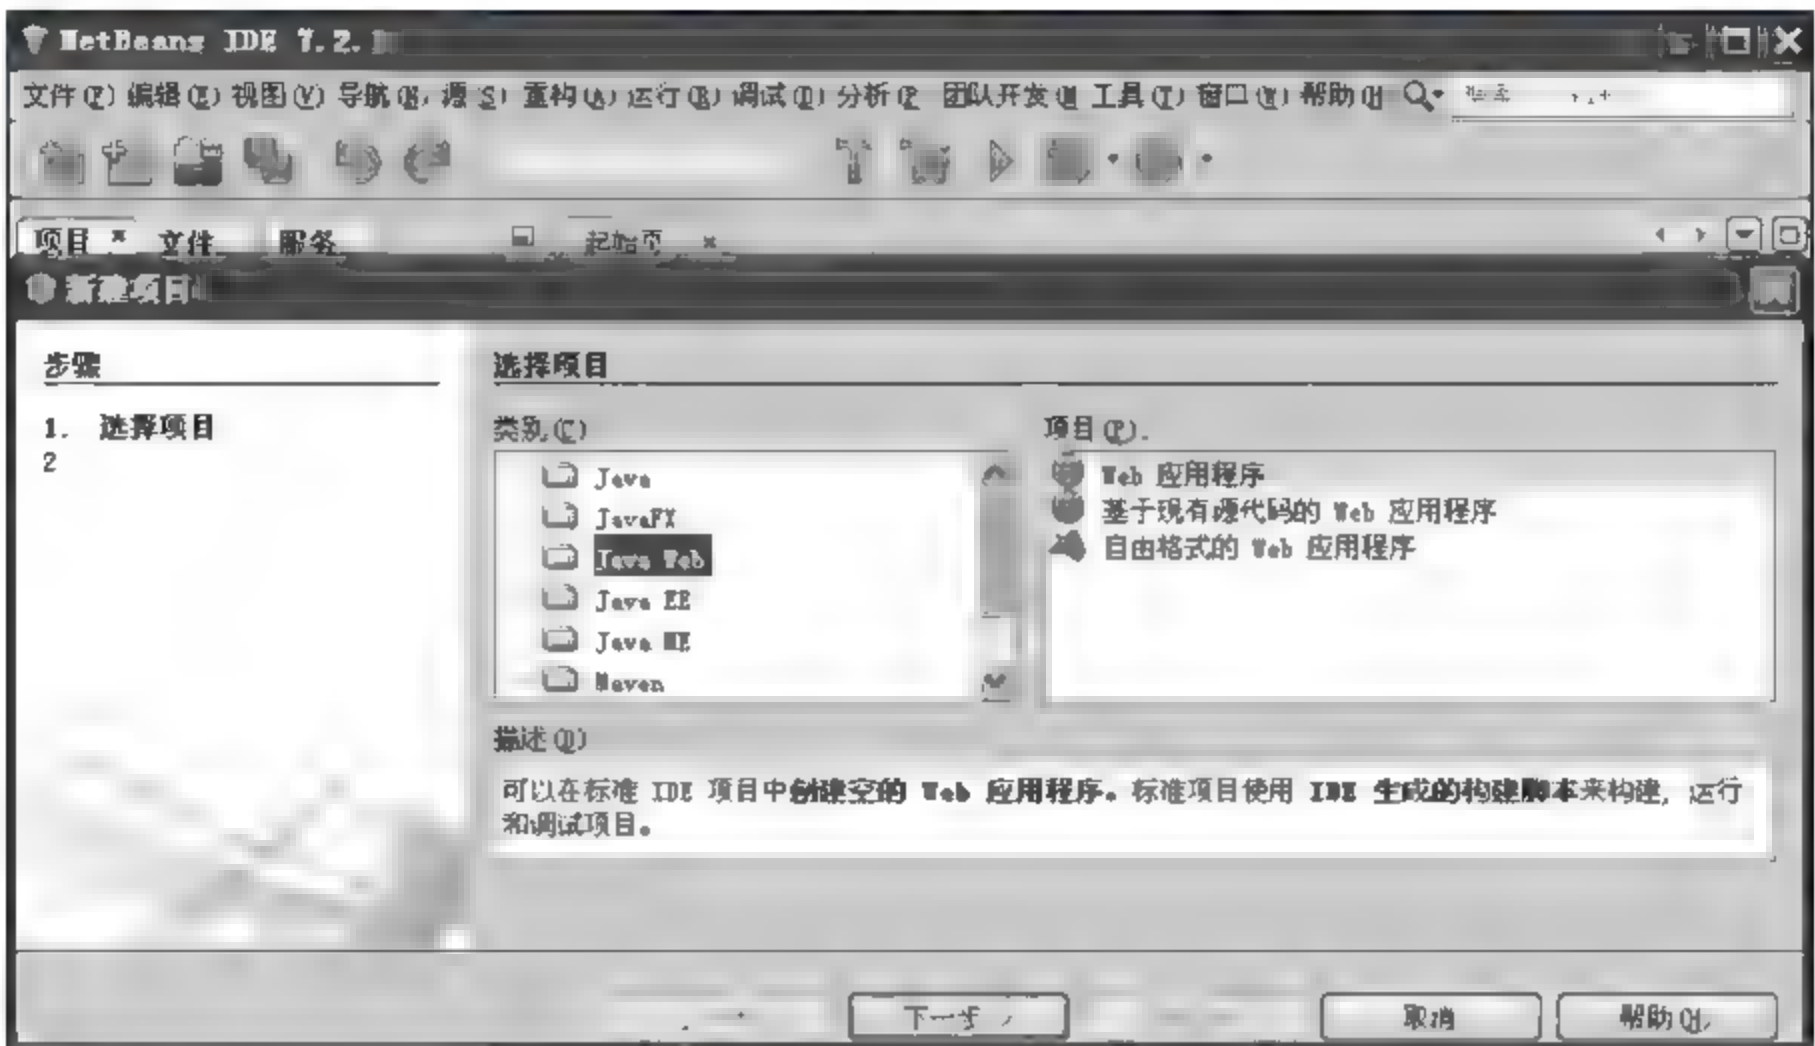 NetBeans IDE 7.2.
文件(F) 编辑(E) 视图(V) 导航(N) 源(S) 重构(A) 运行(R) 调试(D) 分析(P 团队开发(M 工具(T) 窗口(W) 帮助(H
项目 × 文件 服务 起始页 ×
新建项目
步骤
1. 选择项目
2
选择项目
类别(C)
Java
JavaFX
Java Web
Java EE
Java ME
Maven
项目(P).
Web 应用程序
基于现有源代码的 Web 应用程序
自由格式的 Web 应用程序
描述(D)
可以在标准 IDE 项目中创建空的 Web 应用程序。标准项目使用 IDE 生成的构建脚本来构建, 运行
和调试项目。
下一步 >
取消
帮助(H)